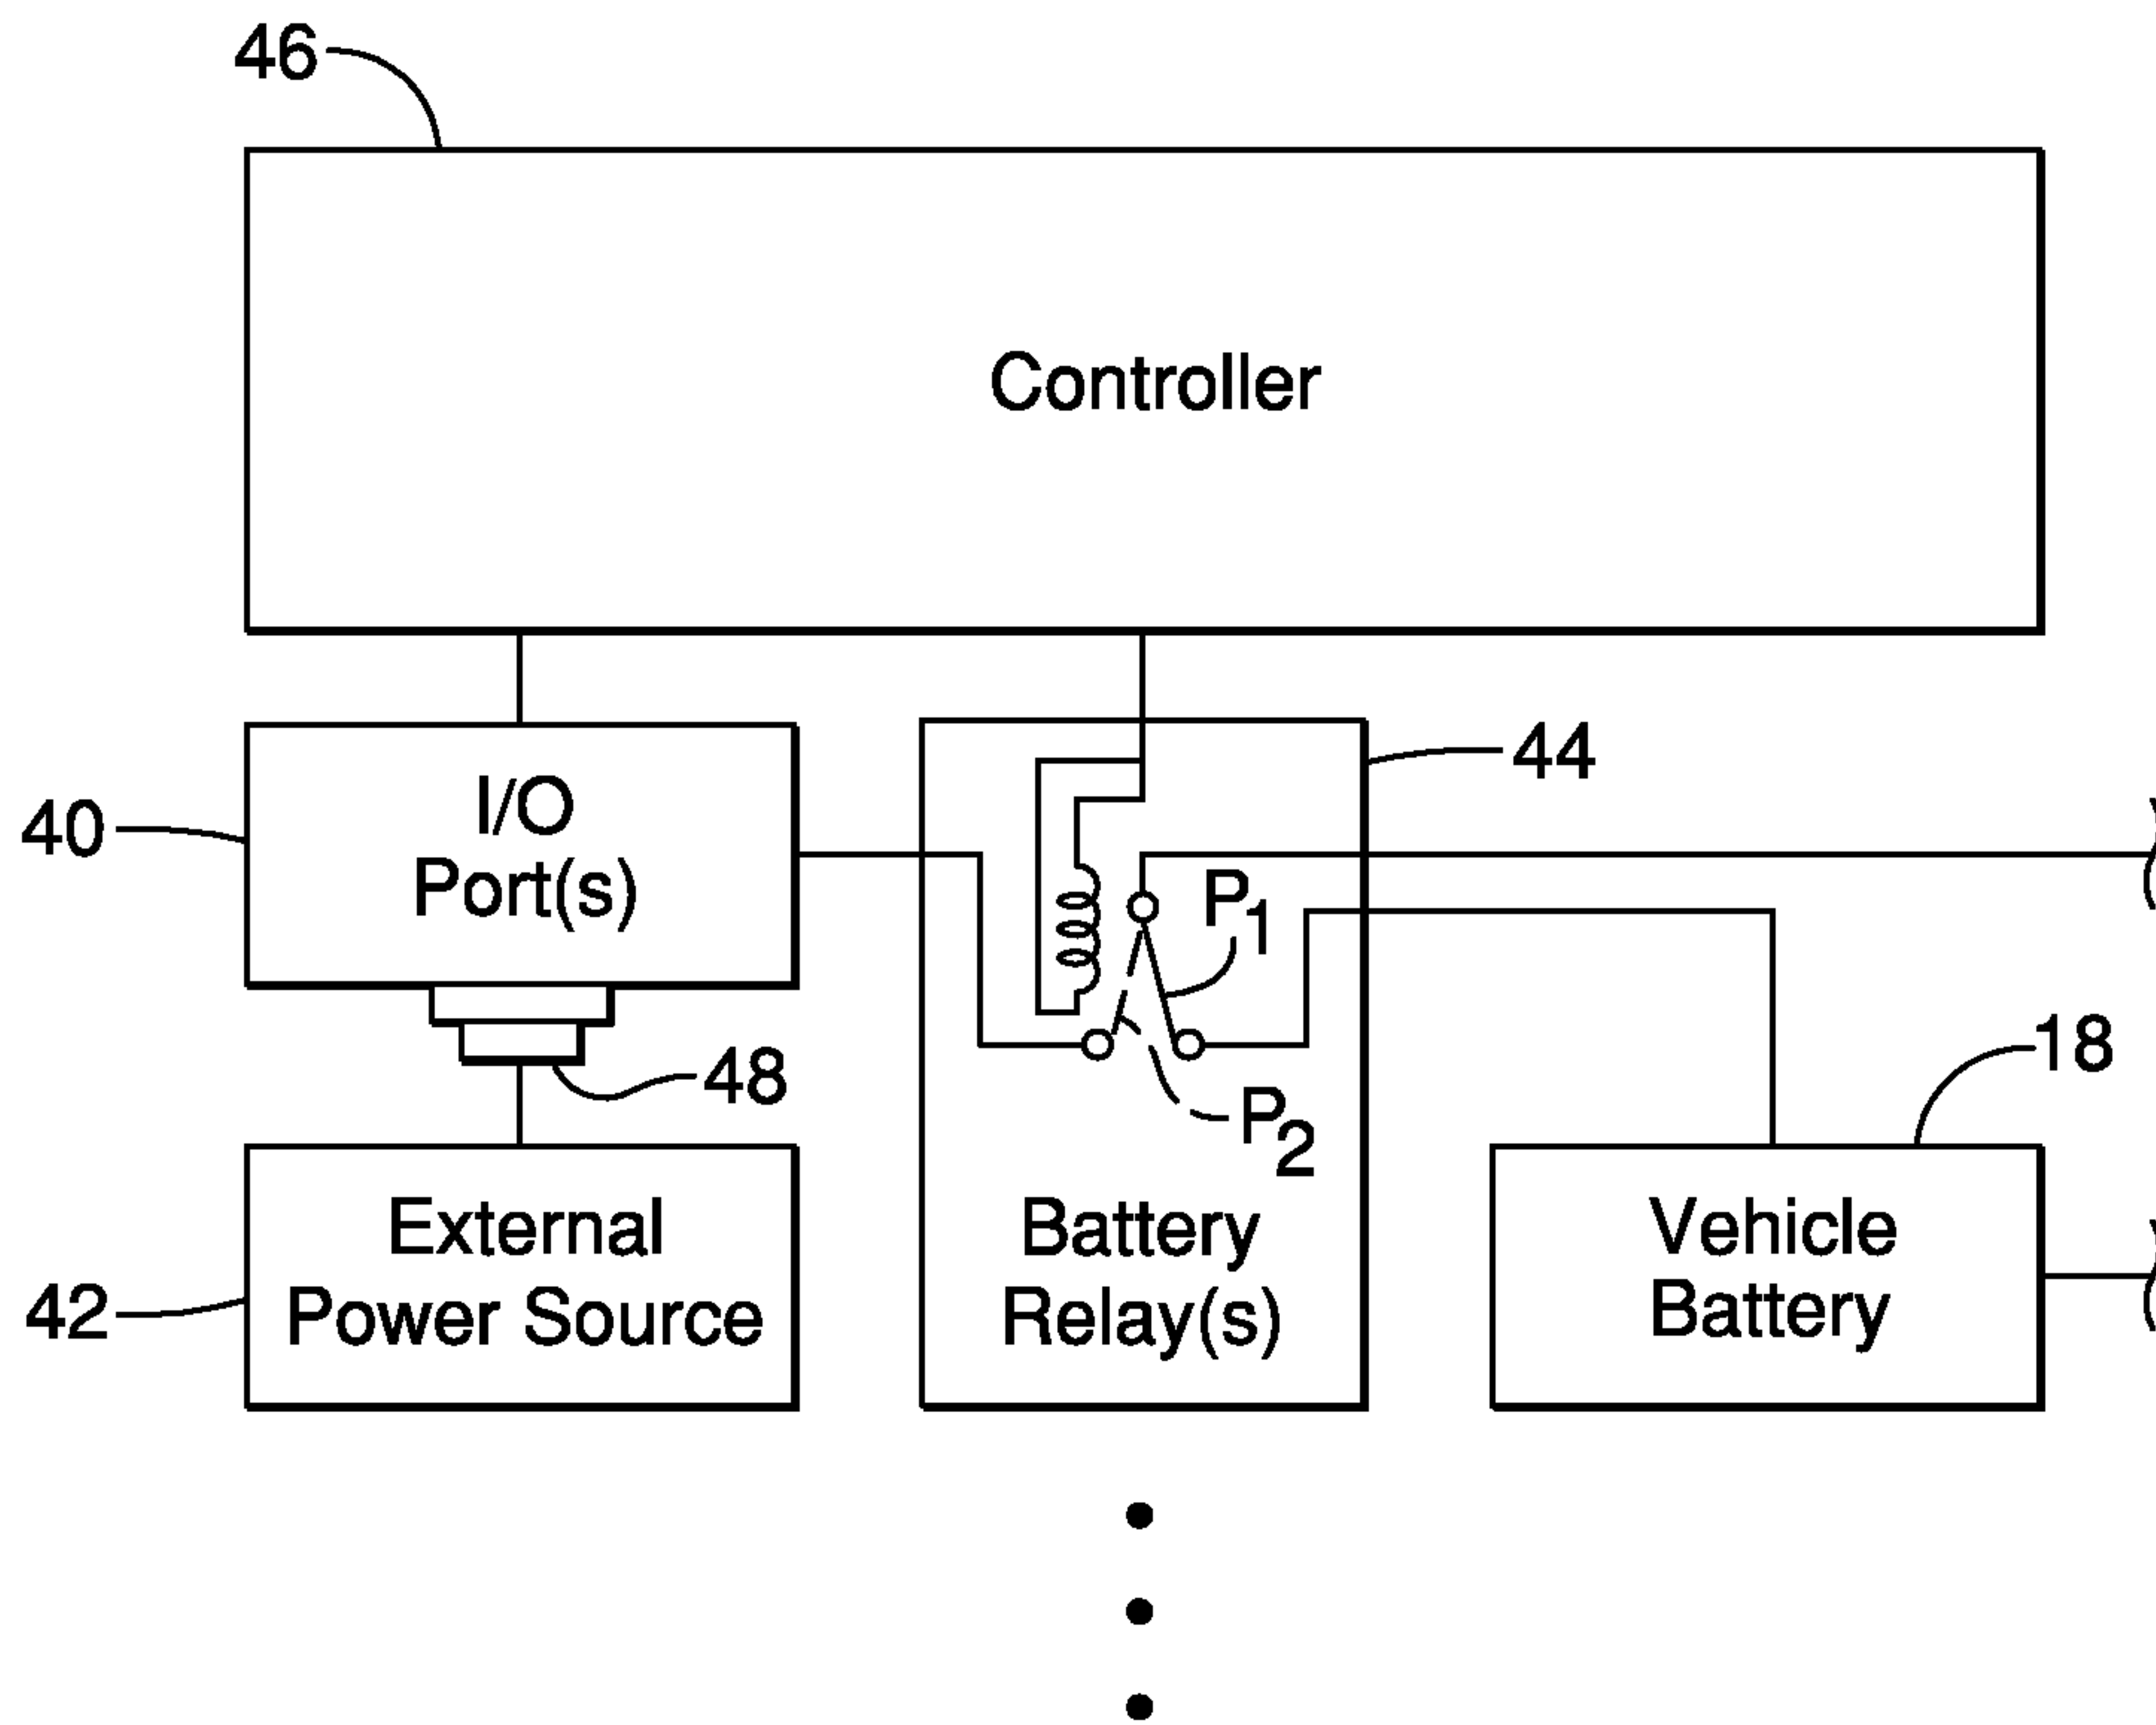 46
Controller
44
I/O
Port(s)
40
P1
18
48
P2
External
Power Source
42
Battery
Relay(s)
Vehicle
Battery